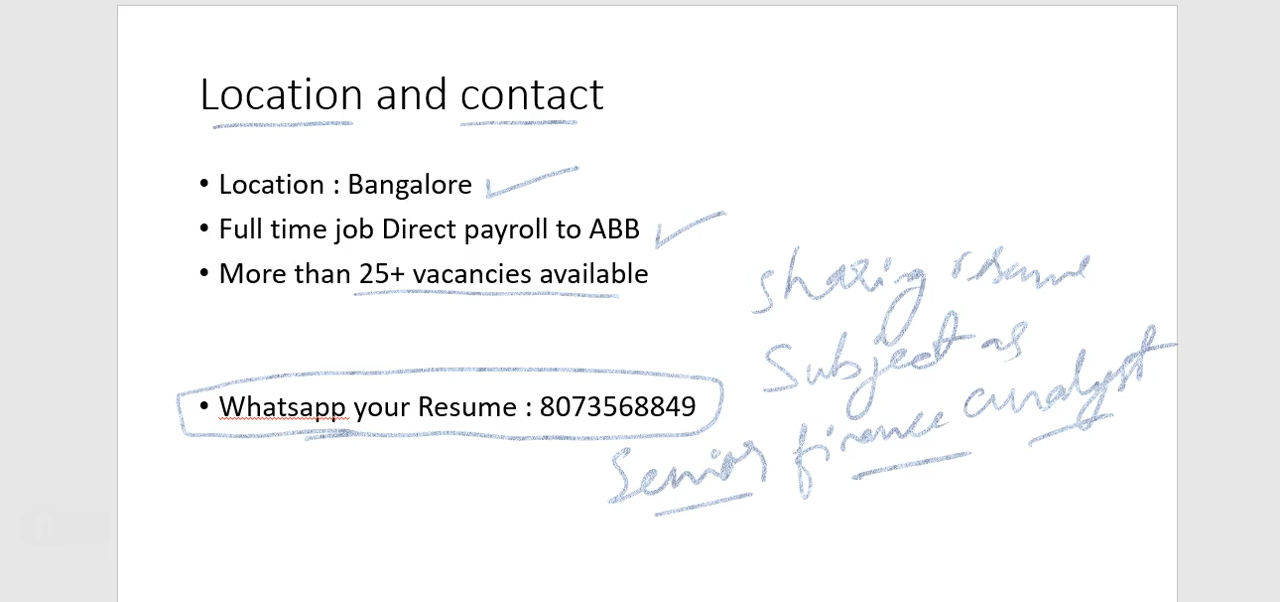 Location and contact
• Location : Bangalore
• Full time job Direct payroll to ABB
• More than 25+ vacancies available
sharing resume
Subject as
• Whatsapp your Resume : 8073568849
Senior finance analyst